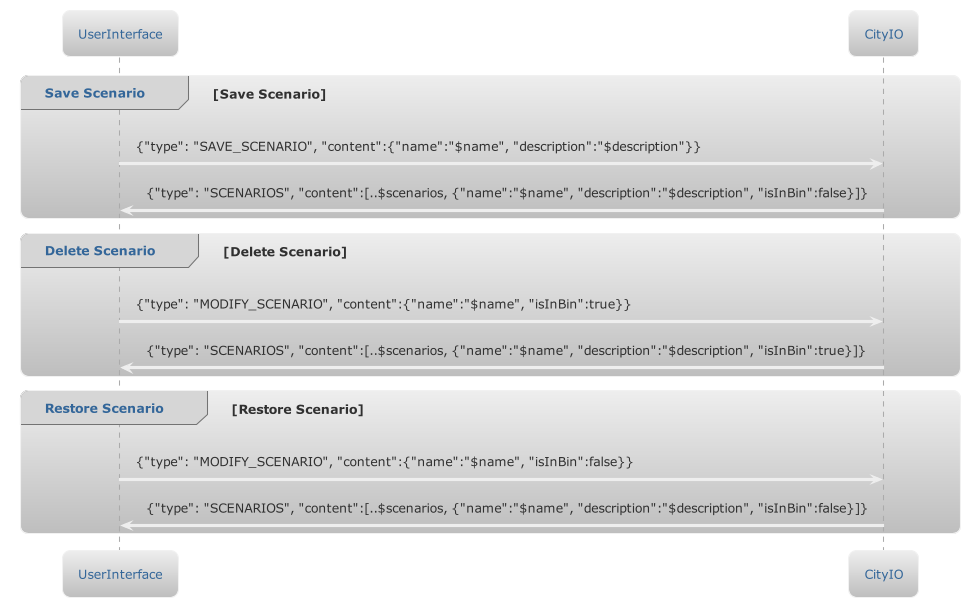 UserInterface
CityIO
Save Scenario
[Save Scenario]
{"type": "SAVE_SCENARIO", "content":{"name":"$name", "description":"$description"}}
{"type": "SCENARIOS", "content":[..$scenarios, {"name":"$name", "description":"$description", "isInBin":false}]}
Delete Scenario
[Delete Scenario]
{"type": "MODIFY_SCENARIO", "content":{"name":"$name", "isInBin":true}}
{"type": "SCENARIOS", "content":[..$scenarios, {"name":"$name", "description":"$description", "isInBin":true}]}
Restore Scenario
[Restore Scenario]
{"type": "MODIFY_SCENARIO", "content":{"name":"$name", "isInBin":false}}
{"type": "SCENARIOS", "content":[..$scenarios, {"name":"$name", "description":"$description", "isInBin":false}]}
UserInterface
CityIO